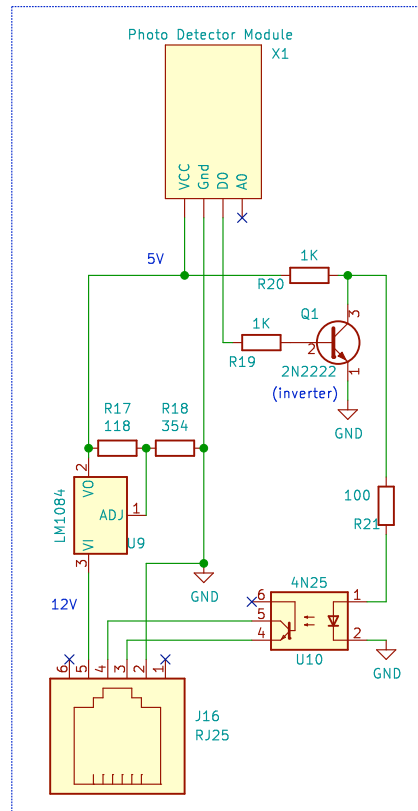 Photo Detector Module
X1
VCC
Gnd
D0
A0
5V
1K
R20
Q1
3
1K
2
R19
2N2222
1
(inverter)
GND
R17
R18
118
354
2
VO
LM1084
ADJ
1
U9
VI
3
100
R21
12V
GND
4N25
6
5
4
1
2
U10
GND
6
5
4
3
2
1
J16
RJ25